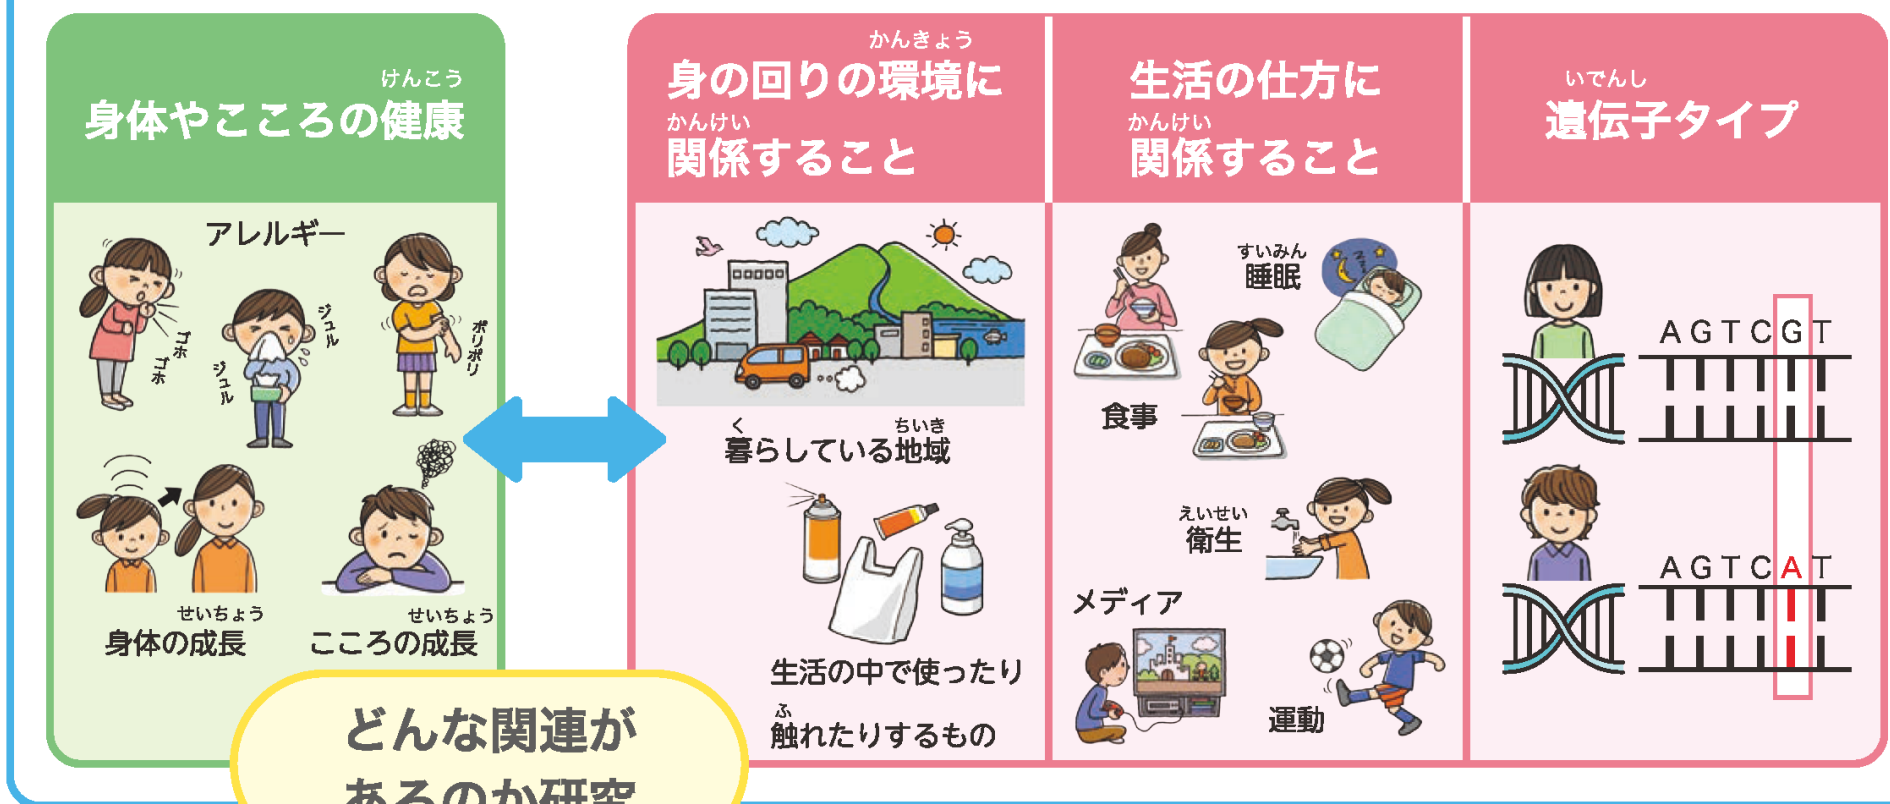 けんこう
身体やこころの健康
アレルギー
ゴホ
ゴホ
ジュル
ジュル
ポリポリ
せいちょう
身体の成長
せいちょう
こころの成長
どんな関連が
あるのか研究
かんきょう
身の回りの環境に
かんけい
関係すること
く ちいき
暮らしている地域
生活の中で使ったり
ふ
触れたりするもの
生活の仕方に
かんけい
関係すること
すいみん
睡眠
zzz
食事
えいせい
衛生
メディア
運動
いでんし
遺伝子タイプ
AGTCGT
AGTCAT